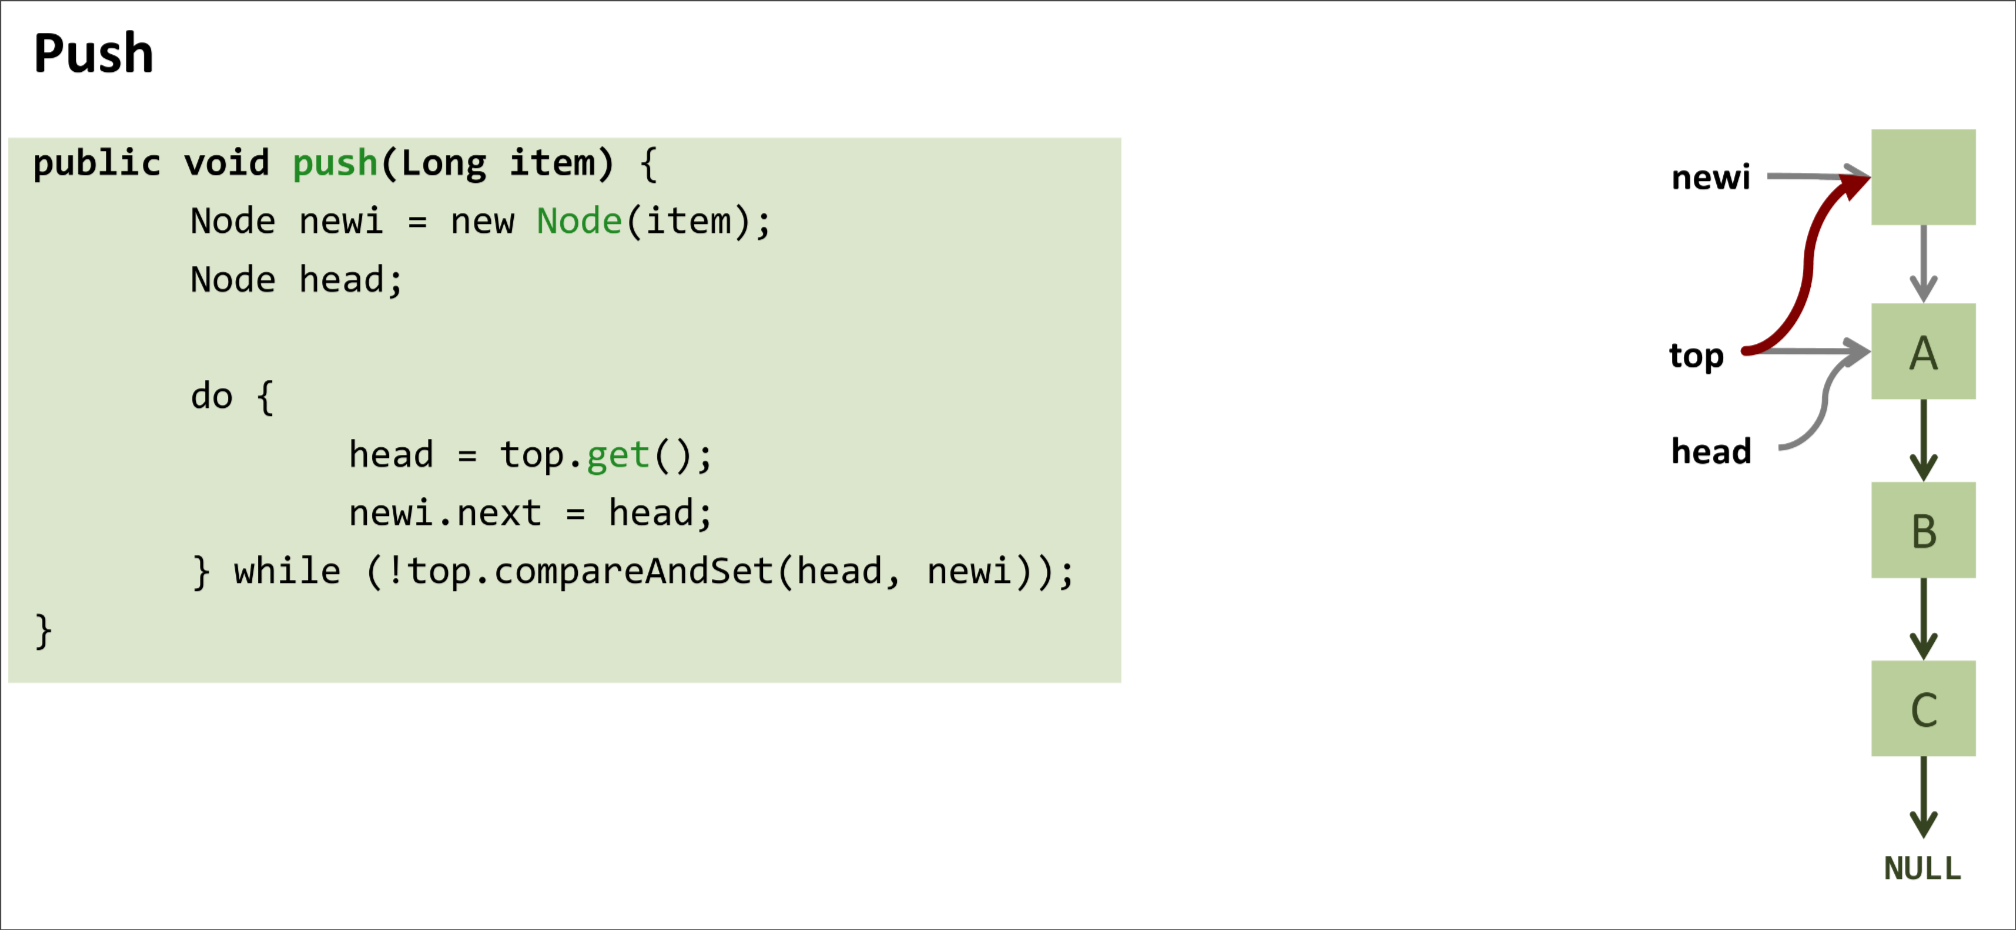 Push
public void push(Long item) {
Node newi = new Node(item);
Node head;
do {
head = top.get();
newi.next = head;
} while (!top.compareAndSet(head, newi));
}
newi
top
head
A
B
C
NULL